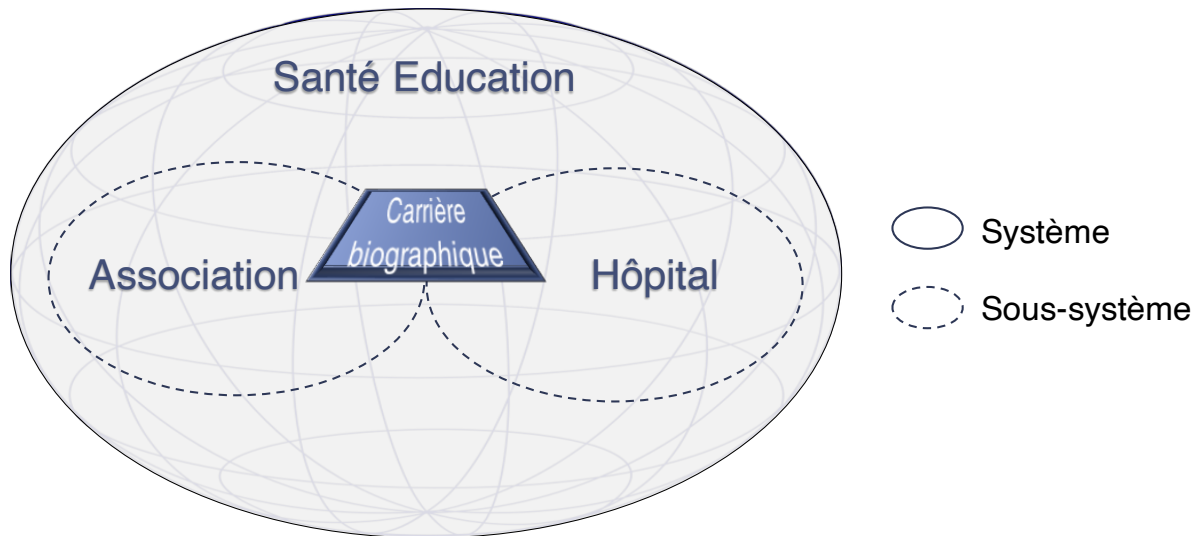 Santé Education
Carrière
biographique
Association
Hôpital
Système
Sous-système